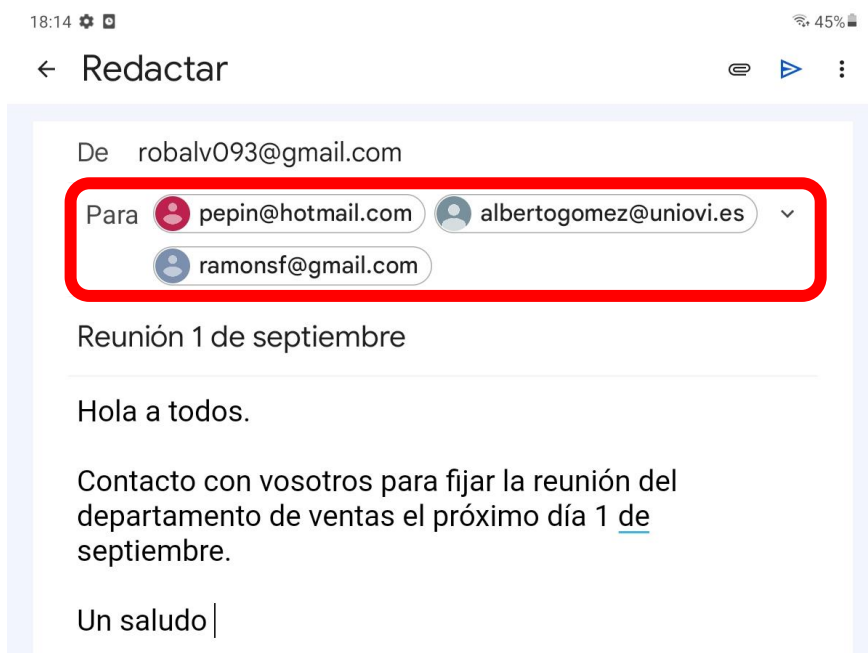 18:14 45%
Redactar
De robalv093@gmail.com
Para pepin@hotmail.com albertogomez@uniovi.es
ramonsf@gmail.com
Reunión 1 de septiembre
Hola a todos.
Contacto con vosotros para fijar la reunión del
departamento de ventas el próximo día 1 de
septiembre.
Un saludo